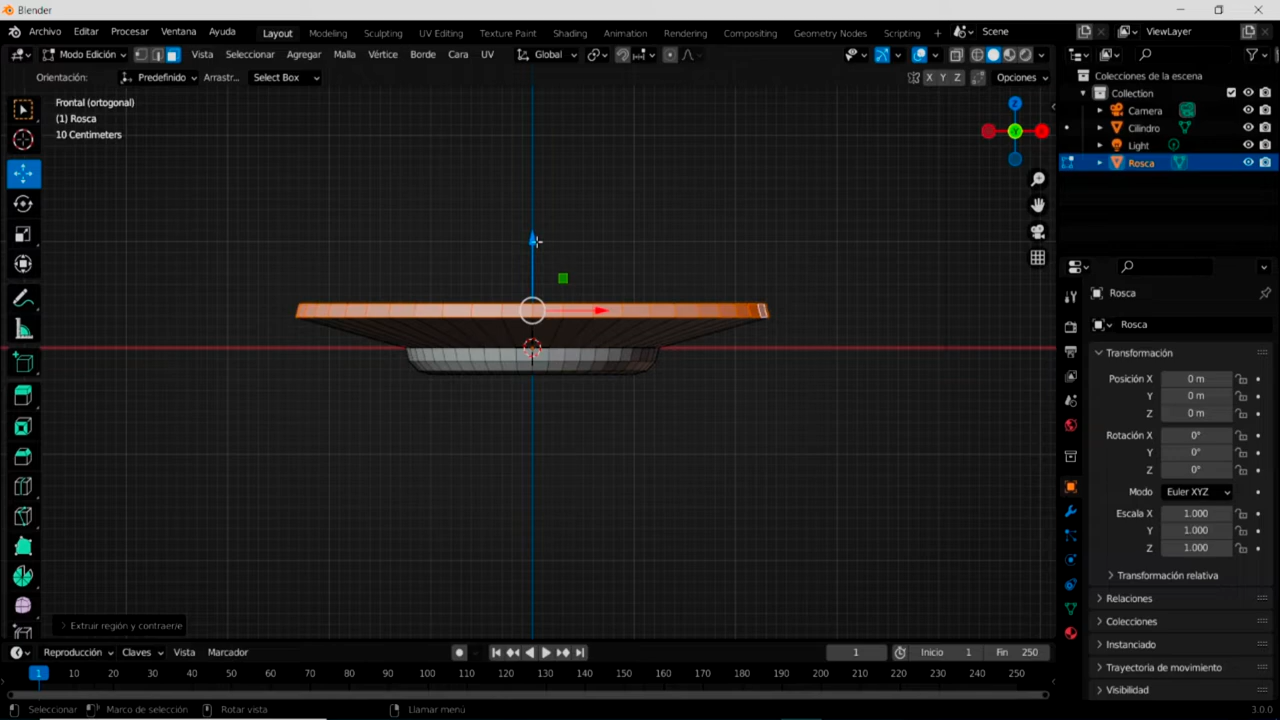 Blender
Archivo Editar Procesar Ventana Ayuda Layout Modeling Sculpting UV Editing Texture Paint Shading Animation Rendering Compositing Geometry Nodes Scripting + Scene ViewLayer
Modo Edición Vista Seleccionar Agregar Malla Vértice Borde Cara UV Global
Orientación: Predefinido Arrastr... Select Box X Y Z Opciones
Frontal (ortogonal)
(1) Rosca
10 Centimeters
Z
Y
Colecciones de la escena
Collection
Camera
Cilindro
Light
Rosca
Rosca
Rosca
Transformación
Posición X 0 m
Y 0 m
Z 0 m
Rotación X 0°
Y 0°
Z 0°
Modo Euler XYZ
Escala X 1.000
Y 1.000
Z 1.000
Transformación relativa
Relaciones
Colecciones
Instanciado
Trayectoria de movimiento
Visibilidad
Extruir región y contraerle
Reproducción Claves Vista Marcador 1 Inicio 1 Fin 250
1 10 20 30 40 50 60 70 80 90 100 110 120 130 140 150 160 170 180 190 200 210 220 230 240 250
Seleccionar Marco de selección Rotar vista Llamar menú 3.0.0